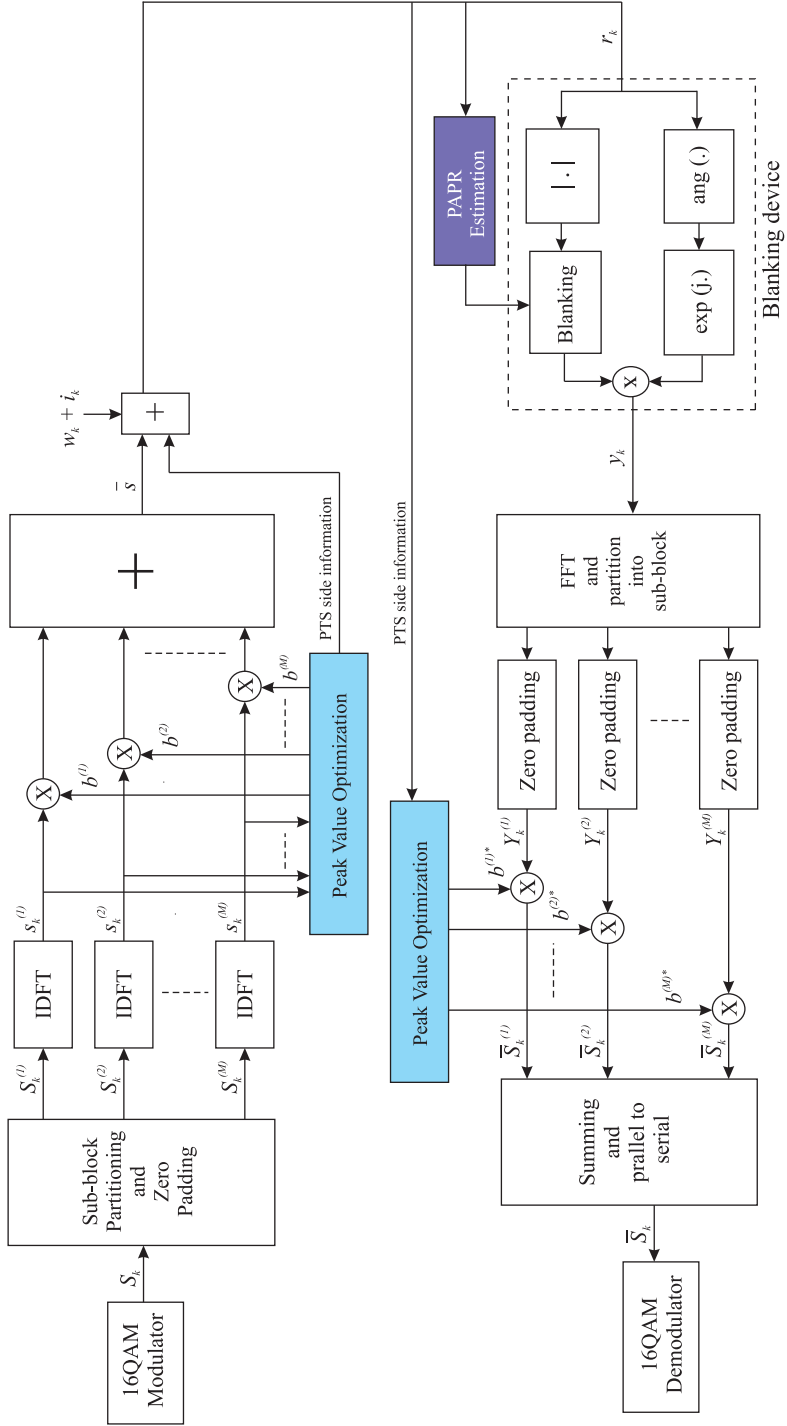 16QAM
Modulator
S_k
Sub-block
Partitioning
and
Zero
Padding
S_k^(1)
S_k^(2)
S_k^(M)
IDFT
IDFT
IDFT
s_k^(1)
s_k^(2)
s_k^(M)
X
X
X
b^(1)
b^(2)
b^(M)
Peak Value Optimization
PTS side information
+
s̅
w_k + i_k
+
PTS side information
r_k
PAPR
Estimation
| . |
ang (.)
Blanking
exp (j.)
x
Blanking device
y_k
FFT
and
partition
into
sub-block
Zero padding
Zero padding
Zero padding
Y_k^(1)
Y_k^(2)
Y_k^(M)
Peak Value Optimization
b^(1)*
b^(2)*
b^(M)*
X
X
X
S̅_k^(1)
S̅_k^(2)
S̅_k^(M)
Summing
and
prallel to
serial
S̅_k
16QAM
Demodulator